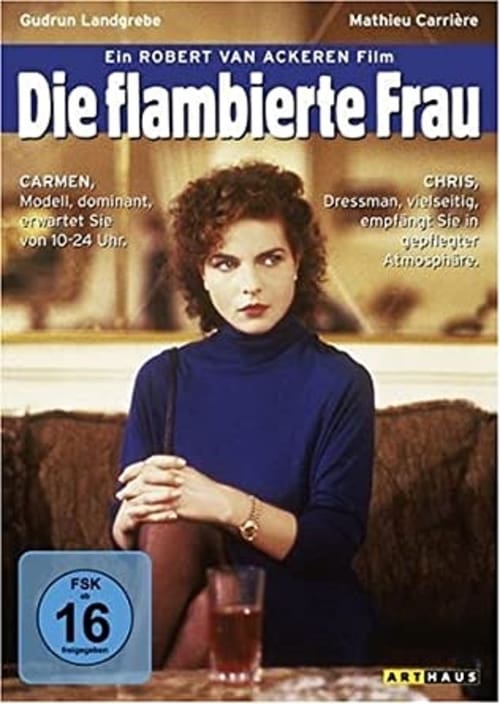 Gudrun Landgrebe
Mathieu Carrière
Ein ROBERT VAN ACKEREN Film
Die flambierte Frau
CARMEN,
Modell, dominant,
erwartet Sie
von 10-24 Uhr.
CHRIS,
Dressman, vielseitig,
empfängt Sie in
gepflegter
Atmosphäre.
FSK
ab
16
freigegeben
ARTHAUS